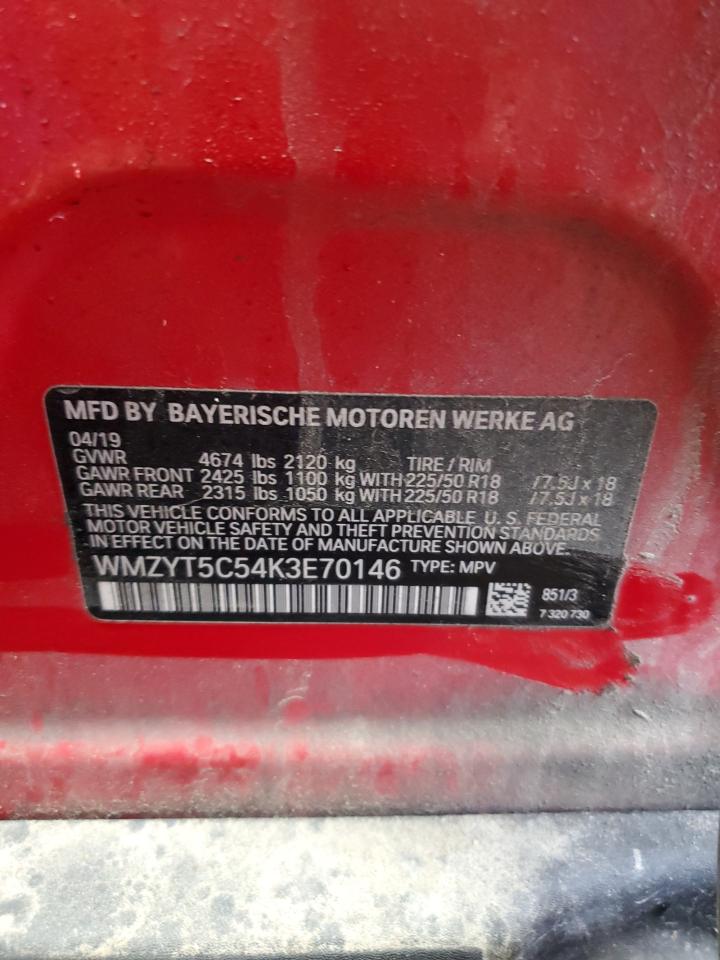 MFD BY BAYERISCHE MOTOREN WERKE AG
04/19
GVWR 4674 lbs 2120 kg TIRE / RIM
GAWR FRONT 2425 lbs 1100 kg WITH 225/50 R18 / 7.5J x 18
GAWR REAR 2315 lbs 1050 kg WITH 225/50 R18 / 7.5J x 18
THIS VEHICLE CONFORMS TO ALL APPLICABLE U. S. FEDERAL
MOTOR VEHICLE SAFETY AND THEFT PREVENTION STANDARDS
IN EFFECT ON THE DATE OF MANUFACTURE SHOWN ABOVE.
WMZYT5C54K3E70146 TYPE: MPV
851/3
7 320 730